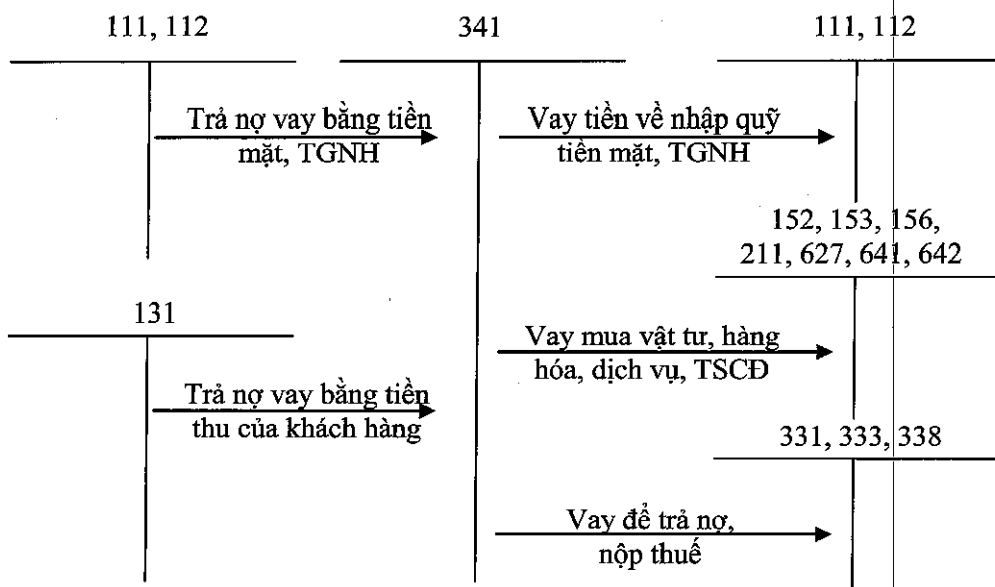 111, 112
341
111, 112
Trả nợ vay bằng tiền
mặt, TGNH
Vay tiền về nhập quỹ
tiền mặt, TGNH
152, 153, 156,
211, 627, 641, 642
131
Vay mua vật tư, hàng
hóa, dịch vụ, TSCĐ
Trả nợ vay bằng tiền
thu của khách hàng
331, 333, 338
Vay để trả nợ,
nộp thuế